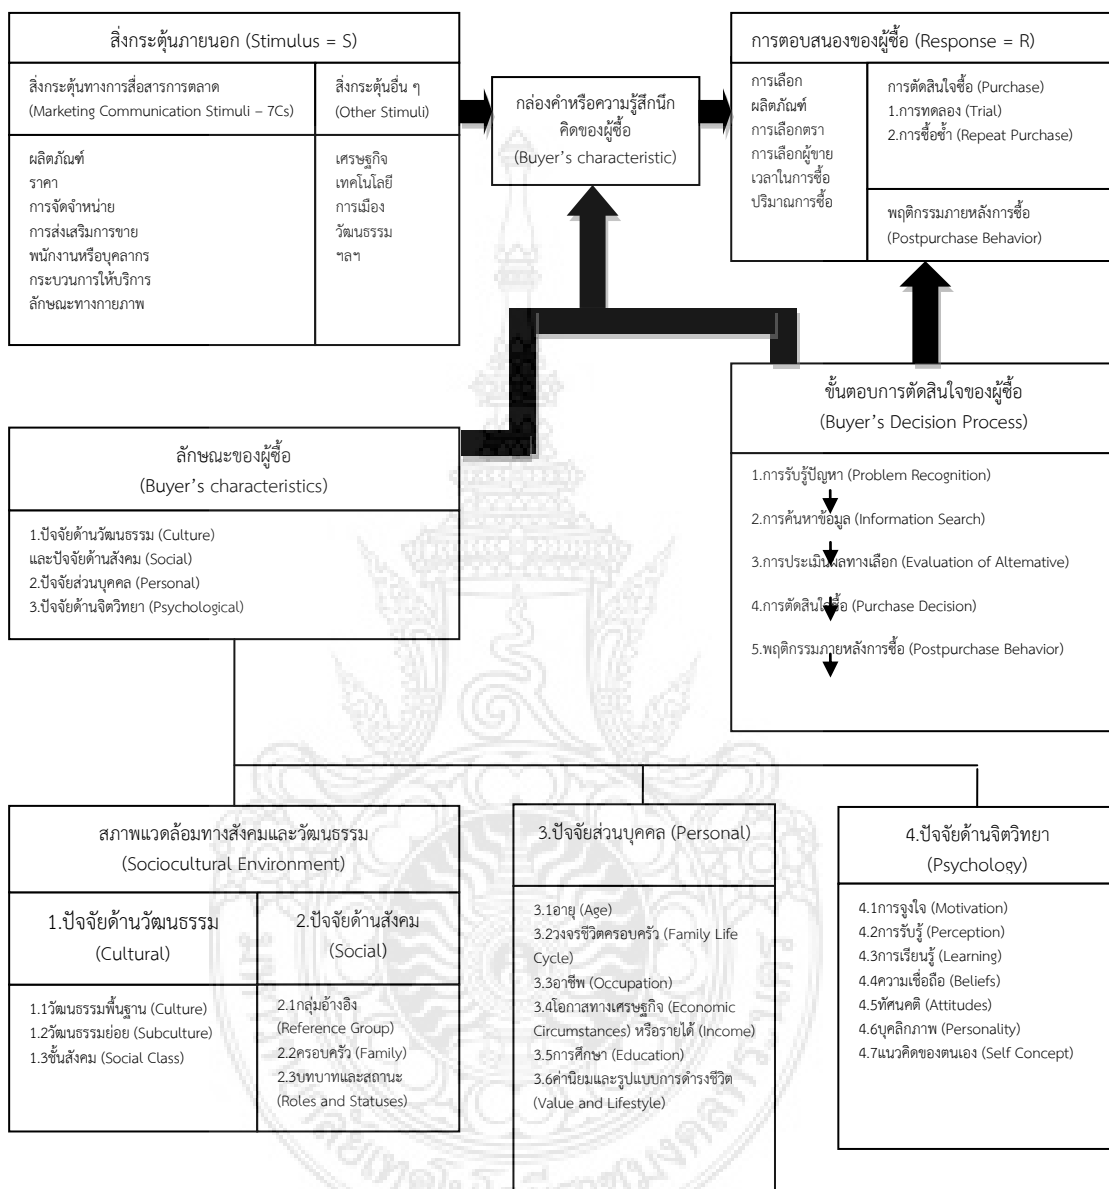 สิ่งกระตุ้นภายนอก (Stimulus = S)
สิ่งกระตุ้นทางการสื่อสารการตลาด
(Marketing Communication Stimuli – 7Cs)
สิ่งกระตุ้นอื่น ๆ
(Other Stimuli)
ผลิตภัณฑ์
ราคา
การจัดจำหน่าย
การส่งเสริมการขาย
พนักงานหรือบุคลากร
กระบวนการให้บริการ
ลักษณะทางกายภาพ
เศรษฐกิจ
เทคโนโลยี
การเมือง
วัฒนธรรม
ฯลฯ
กล่องคำหรือความรู้สึกนึก
คิดของผู้ซื้อ
(Buyer's characteristic)
การตอบสนองของผู้ซื้อ (Response = R)
การเลือก
ผลิตภัณฑ์
การเลือกตรา
การเลือกผู้ขาย
เวลาในการซื้อ
ปริมาณการซื้อ
การตัดสินใจซื้อ (Purchase)
1.การทดลอง (Trial)
2.การซื้อซ้ำ (Repeat Purchase)
พฤติกรรมภายหลังการซื้อ
(Postpurchase Behavior)
ขั้นตอบการตัดสินใจของผู้ซื้อ
(Buyer's Decision Process)
1.การรับรู้ปัญหา (Problem Recognition)
2.การค้นหาข้อมูล (Information Search)
3.การประเมินผลทางเลือก (Evaluation of Altemative)
4.การตัดสินใจซื้อ (Purchase Decision)
5.พฤติกรรมภายหลังการซื้อ (Postpurchase Behavior)
ลักษณะของผู้ซื้อ
(Buyer's characteristics)
1.ปัจจัยด้านวัฒนธรรม (Culture)
และปัจจัยด้านสังคม (Social)
2.ปัจจัยส่วนบุคคล (Personal)
3.ปัจจัยด้านจิตวิทยา (Psychological)
สภาพแวดล้อมทางสังคมและวัฒนธรรม
(Sociocultural Environment)
1.ปัจจัยด้านวัฒนธรรม
(Cultural)
2.ปัจจัยด้านสังคม
(Social)
1.1วัฒนธรรมพื้นฐาน (Culture)
1.2วัฒนธรรมย่อย (Subculture)
1.3ชั้นสังคม (Social Class)
2.1กลุ่มอ้างอิง
(Reference Group)
2.2ครอบครัว (Family)
2.3บทบาทและสถานะ
(Roles and Statuses)
3.ปัจจัยส่วนบุคคล (Personal)
3.1อายุ (Age)
3.2วงจรชีวิตครอบครัว (Family Life
Cycle)
3.3อาชีพ (Occupation)
3.4โอกาสทางเศรษฐกิจ (Economic
Circumstances) หรือรายได้ (Income)
3.5การศึกษา (Education)
3.6ค่านิยมและรูปแบบการดำรงชีวิต
(Value and Lifestyle)
4.ปัจจัยด้านจิตวิทยา
(Psychology)
4.1การจูงใจ (Motivation)
4.2การรับรู้ (Perception)
4.3การเรียนรู้ (Learning)
4.4ความเชื่อถือ (Beliefs)
4.5ทัศนคติ (Attitudes)
4.6บุคลิกภาพ (Personality)
4.7แนวคิดของตนเอง (Self Concept)